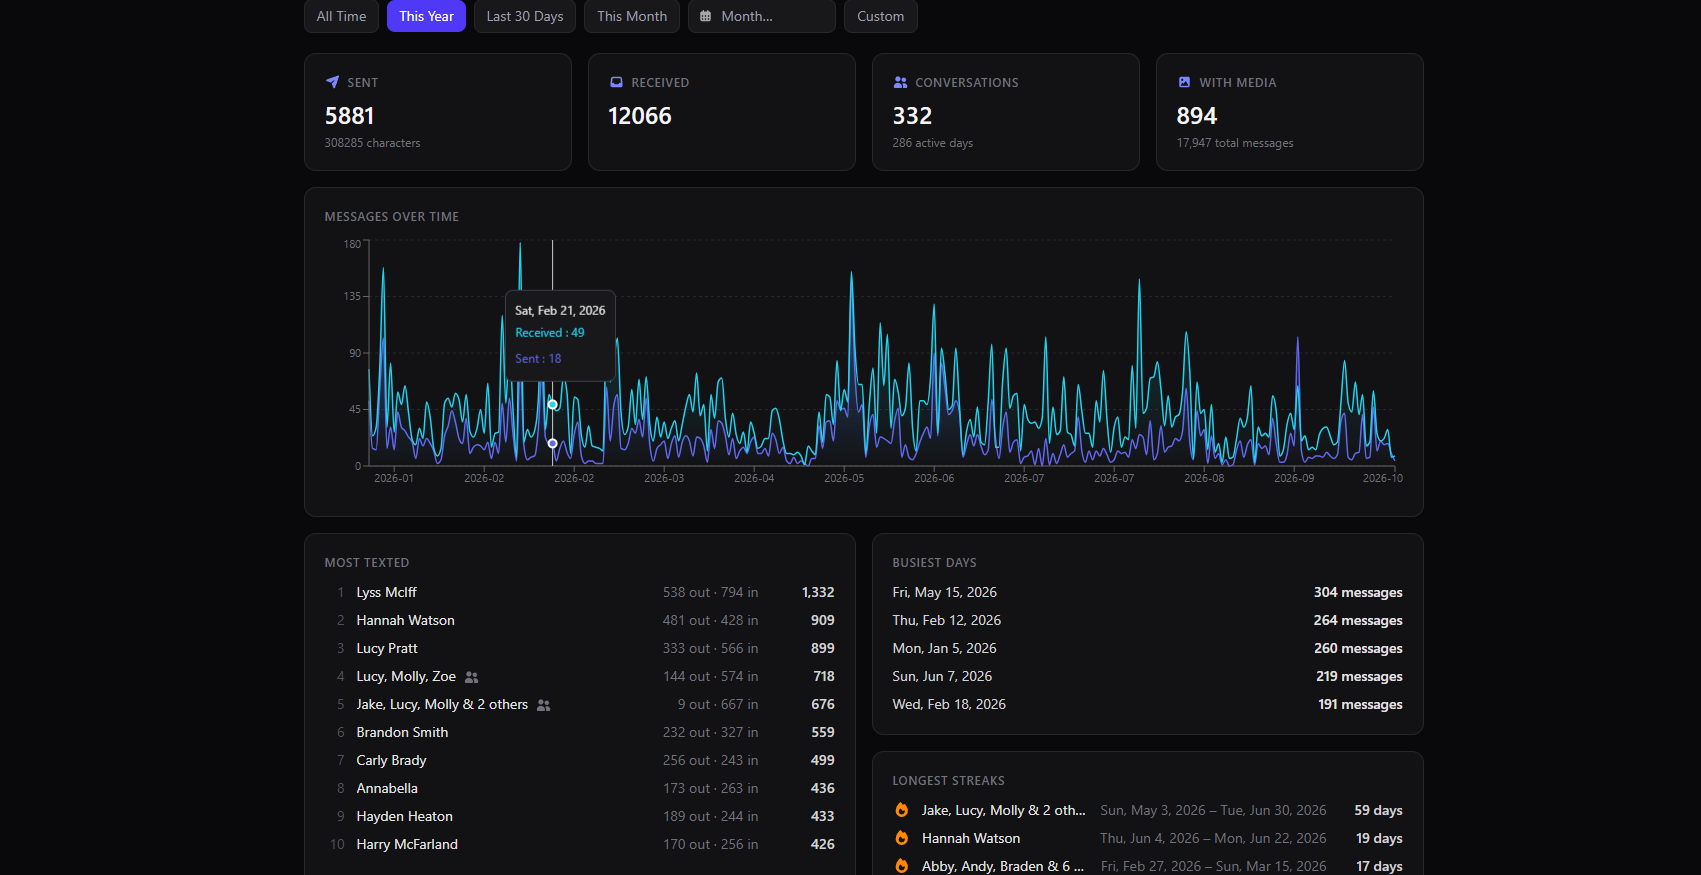 All Time This Year Last 30 Days This Month Month... Custom
SENT
5881
308285 characters
RECEIVED
12066
CONVERSATIONS
332
286 active days
WITH MEDIA
894
17,947 total messages
MESSAGES OVER TIME
180
135
90
45
0
Sat, Feb 21, 2026
Received : 49
Sent : 18
2026-01 2026-02 2026-02 2026-03 2026-04 2026-05 2026-06 2026-07 2026-07 2026-08 2026-09 2026-10
MOST TEXTED
1 Lyss Mclff 538 out · 794 in 1,332
2 Hannah Watson 481 out · 428 in 909
3 Lucy Pratt 333 out · 566 in 899
4 Lucy, Molly, Zoe 144 out · 574 in 718
5 Jake, Lucy, Molly & 2 others 9 out · 667 in 676
6 Brandon Smith 232 out · 327 in 559
7 Carly Brady 256 out · 243 in 499
8 Annabella 173 out · 263 in 436
9 Hayden Heaton 189 out · 244 in 433
10 Harry McFarland 170 out · 256 in 426
BUSIEST DAYS
Fri, May 15, 2026 304 messages
Thu, Feb 12, 2026 264 messages
Mon, Jan 5, 2026 260 messages
Sun, Jun 7, 2026 219 messages
Wed, Feb 18, 2026 191 messages
LONGEST STREAKS
Jake, Lucy, Molly & 2 oth... Sun, May 3, 2026 – Tue, Jun 30, 2026 59 days
Hannah Watson Thu, Jun 4, 2026 – Mon, Jun 22, 2026 19 days
Abby, Andy, Braden & 6 ... Fri, Feb 27, 2026 – Sun, Mar 15, 2026 17 days